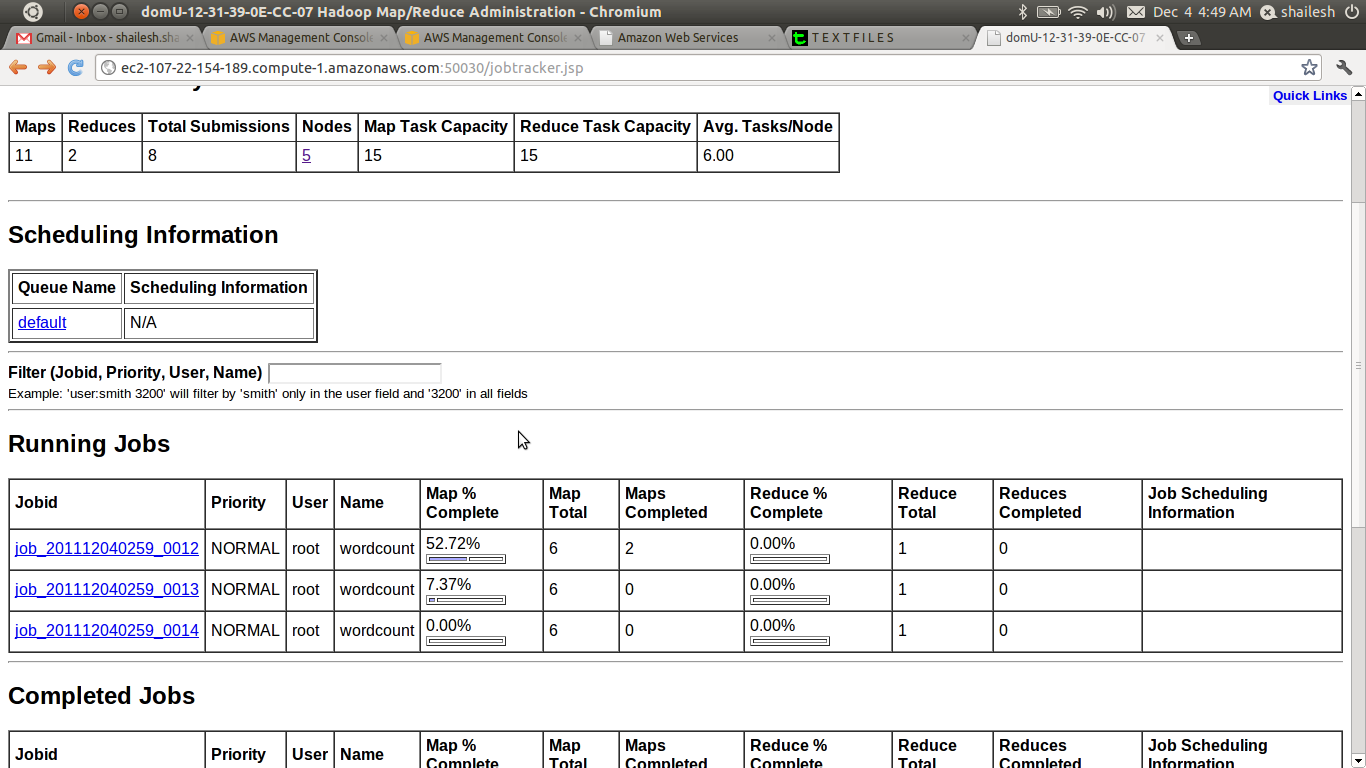 domU-12-31-39-0E-CC-07 Hadoop Map/Reduce Administration - Chromium
Dec 4 4:49 AM shailesh
Gmail - Inbox - shailesh.sha
AWS Management Console
AWS Management Console
Amazon Web Services
T E X T F I L E S
domU-12-31-39-0E-CC-07
ec2-107-22-154-189.compute-1.amazonaws.com:50030/jobtracker.jsp
Quick Links
Maps Reduces Total Submissions Nodes Map Task Capacity Reduce Task Capacity Avg. Tasks/Node
11 2 8 5 15 15 6.00
Scheduling Information
Queue Name Scheduling Information
default N/A
Filter (Jobid, Priority, User, Name)
Example: 'user:smith 3200' will filter by 'smith' only in the user field and '3200' in all fields
Running Jobs
Jobid Priority User Name Map % Complete Map Total Maps Completed Reduce % Complete Reduce Total Reduces Completed Job Scheduling Information
job_201112040259_0012 NORMAL root wordcount 52.72% 6 2 0.00% 1 0
job_201112040259_0013 NORMAL root wordcount 7.37% 6 0 0.00% 1 0
job_201112040259_0014 NORMAL root wordcount 0.00% 6 0 0.00% 1 0
Completed Jobs
Jobid Priority User Name Map % Complete Map Total Maps Completed Reduce % Complete Reduce Total Reduces Completed Job Scheduling Information